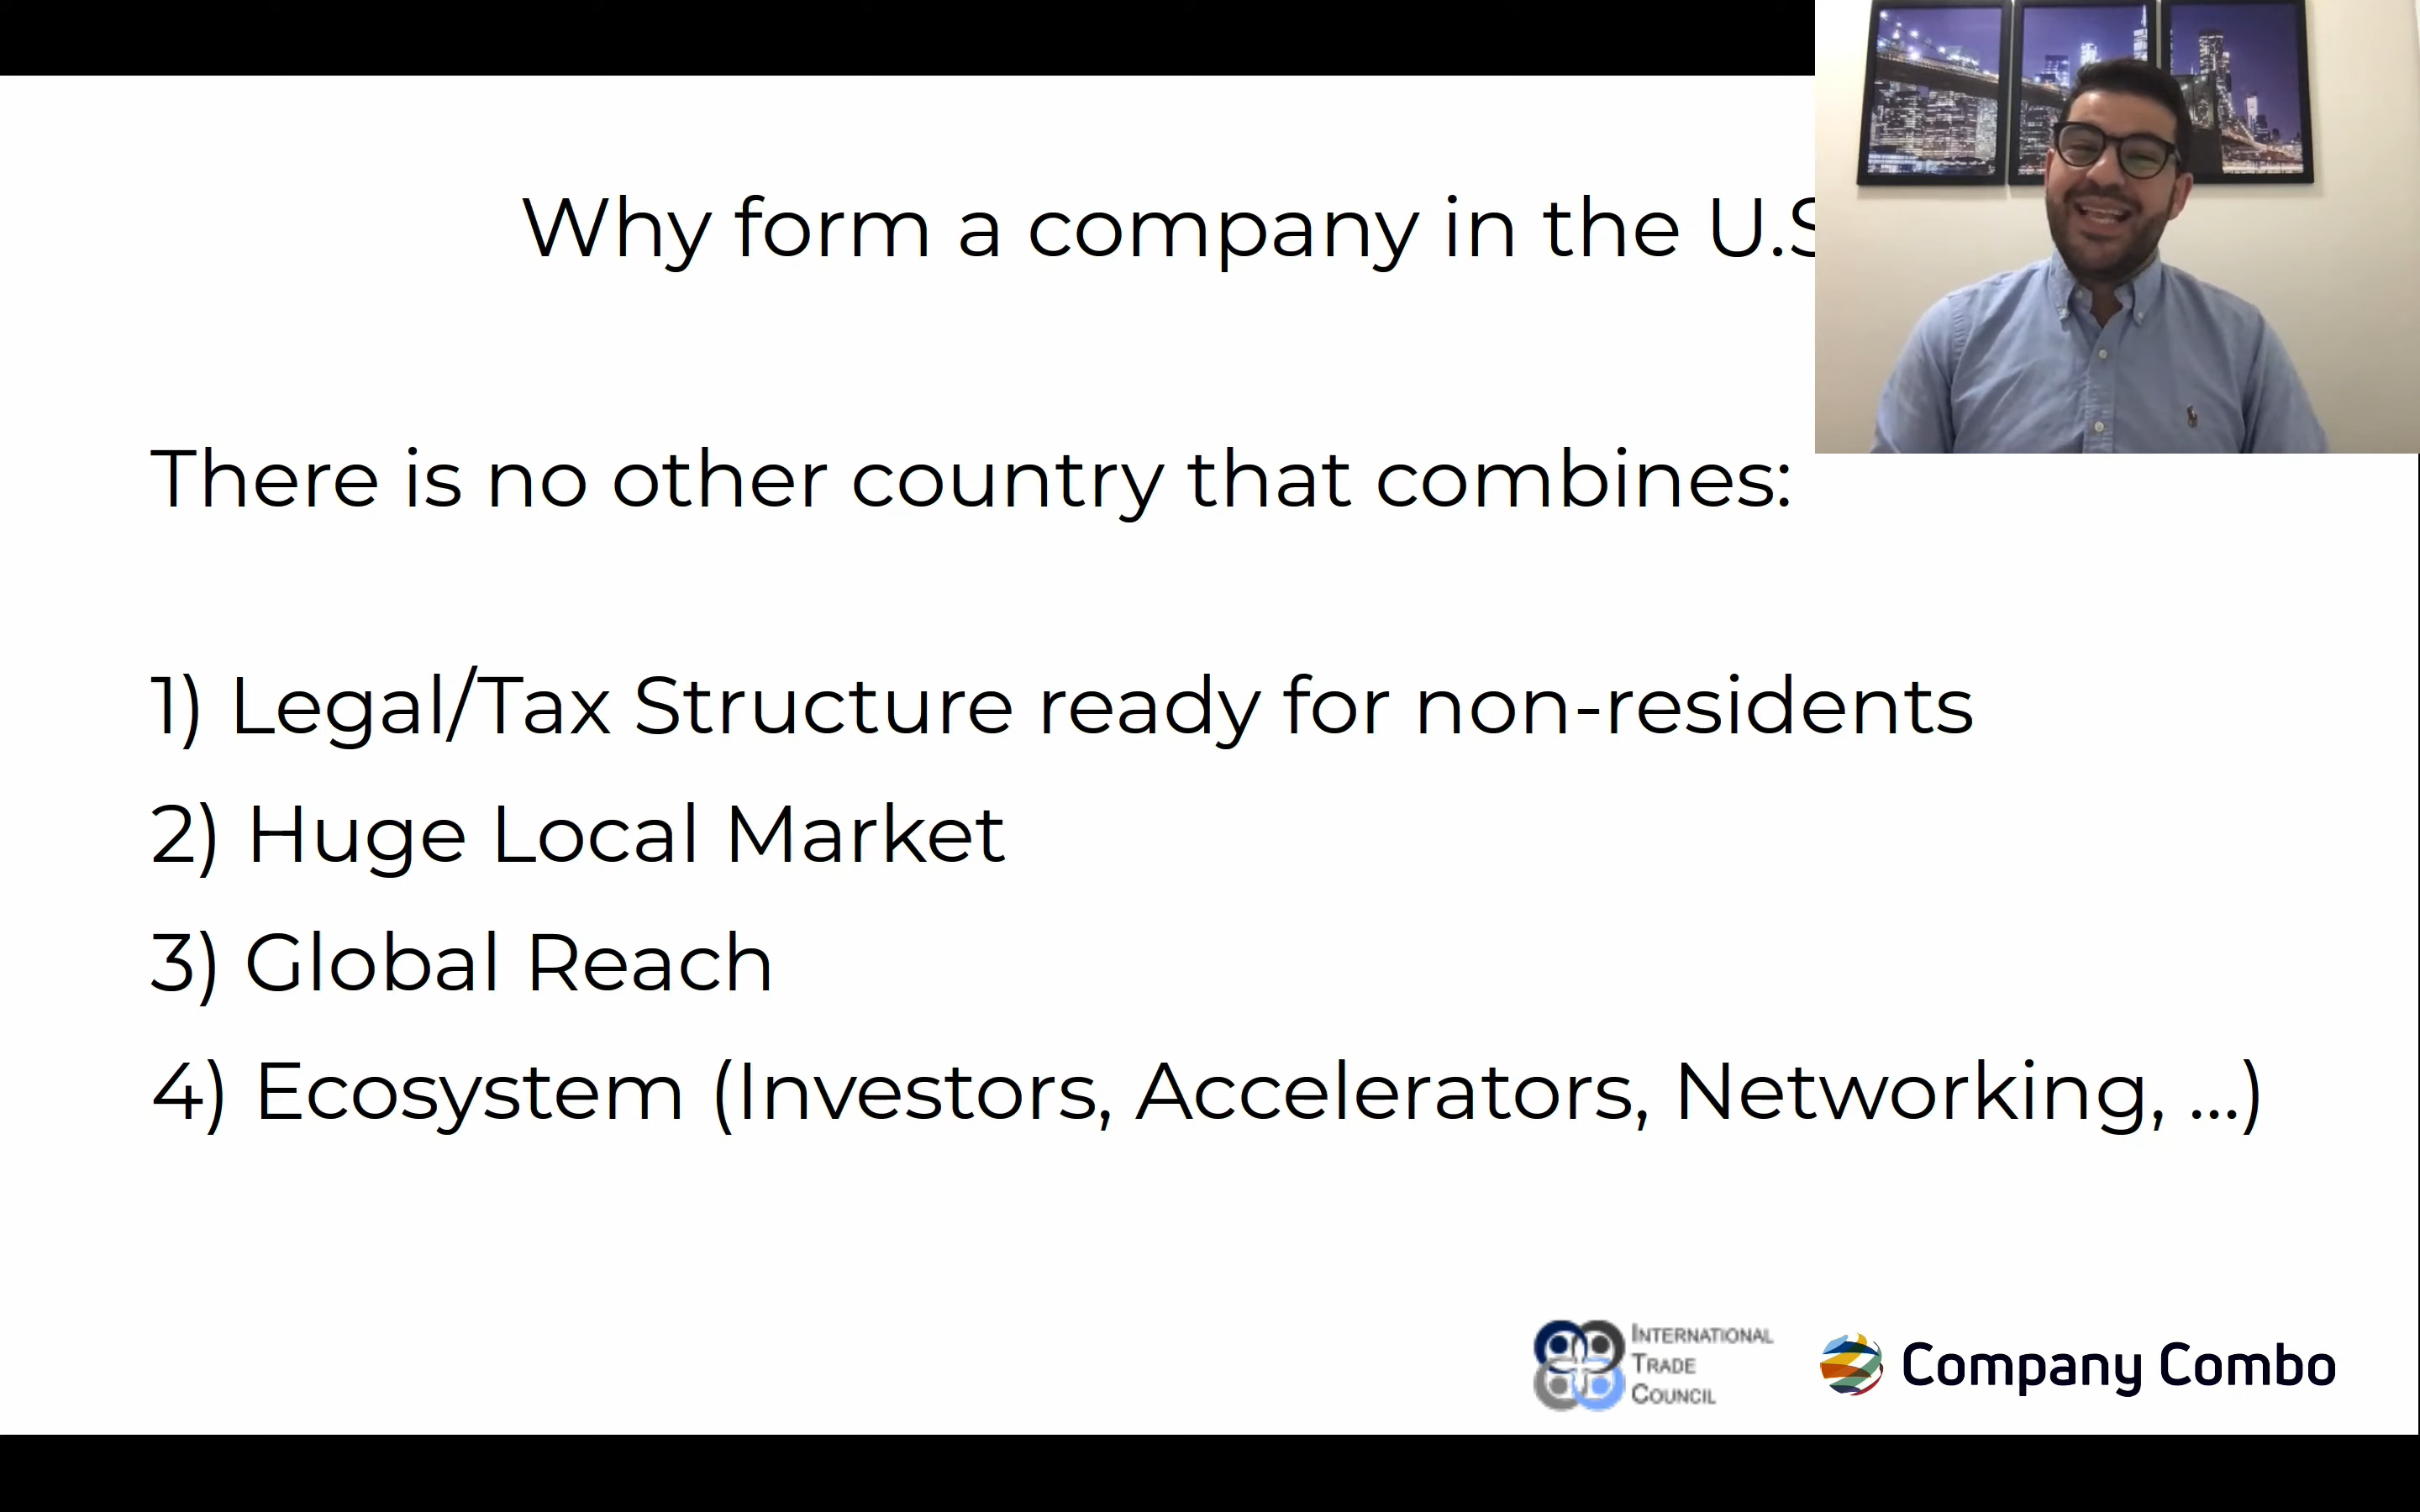 Why form a company in the U.S
There is no other country that combines:
1) Legal/Tax Structure ready for non-residents
2) Huge Local Market
3) Global Reach
4) Ecosystem (Investors, Accelerators, Networking, ...)
INTERNATIONAL
TRADE
COUNCIL
Company Combo